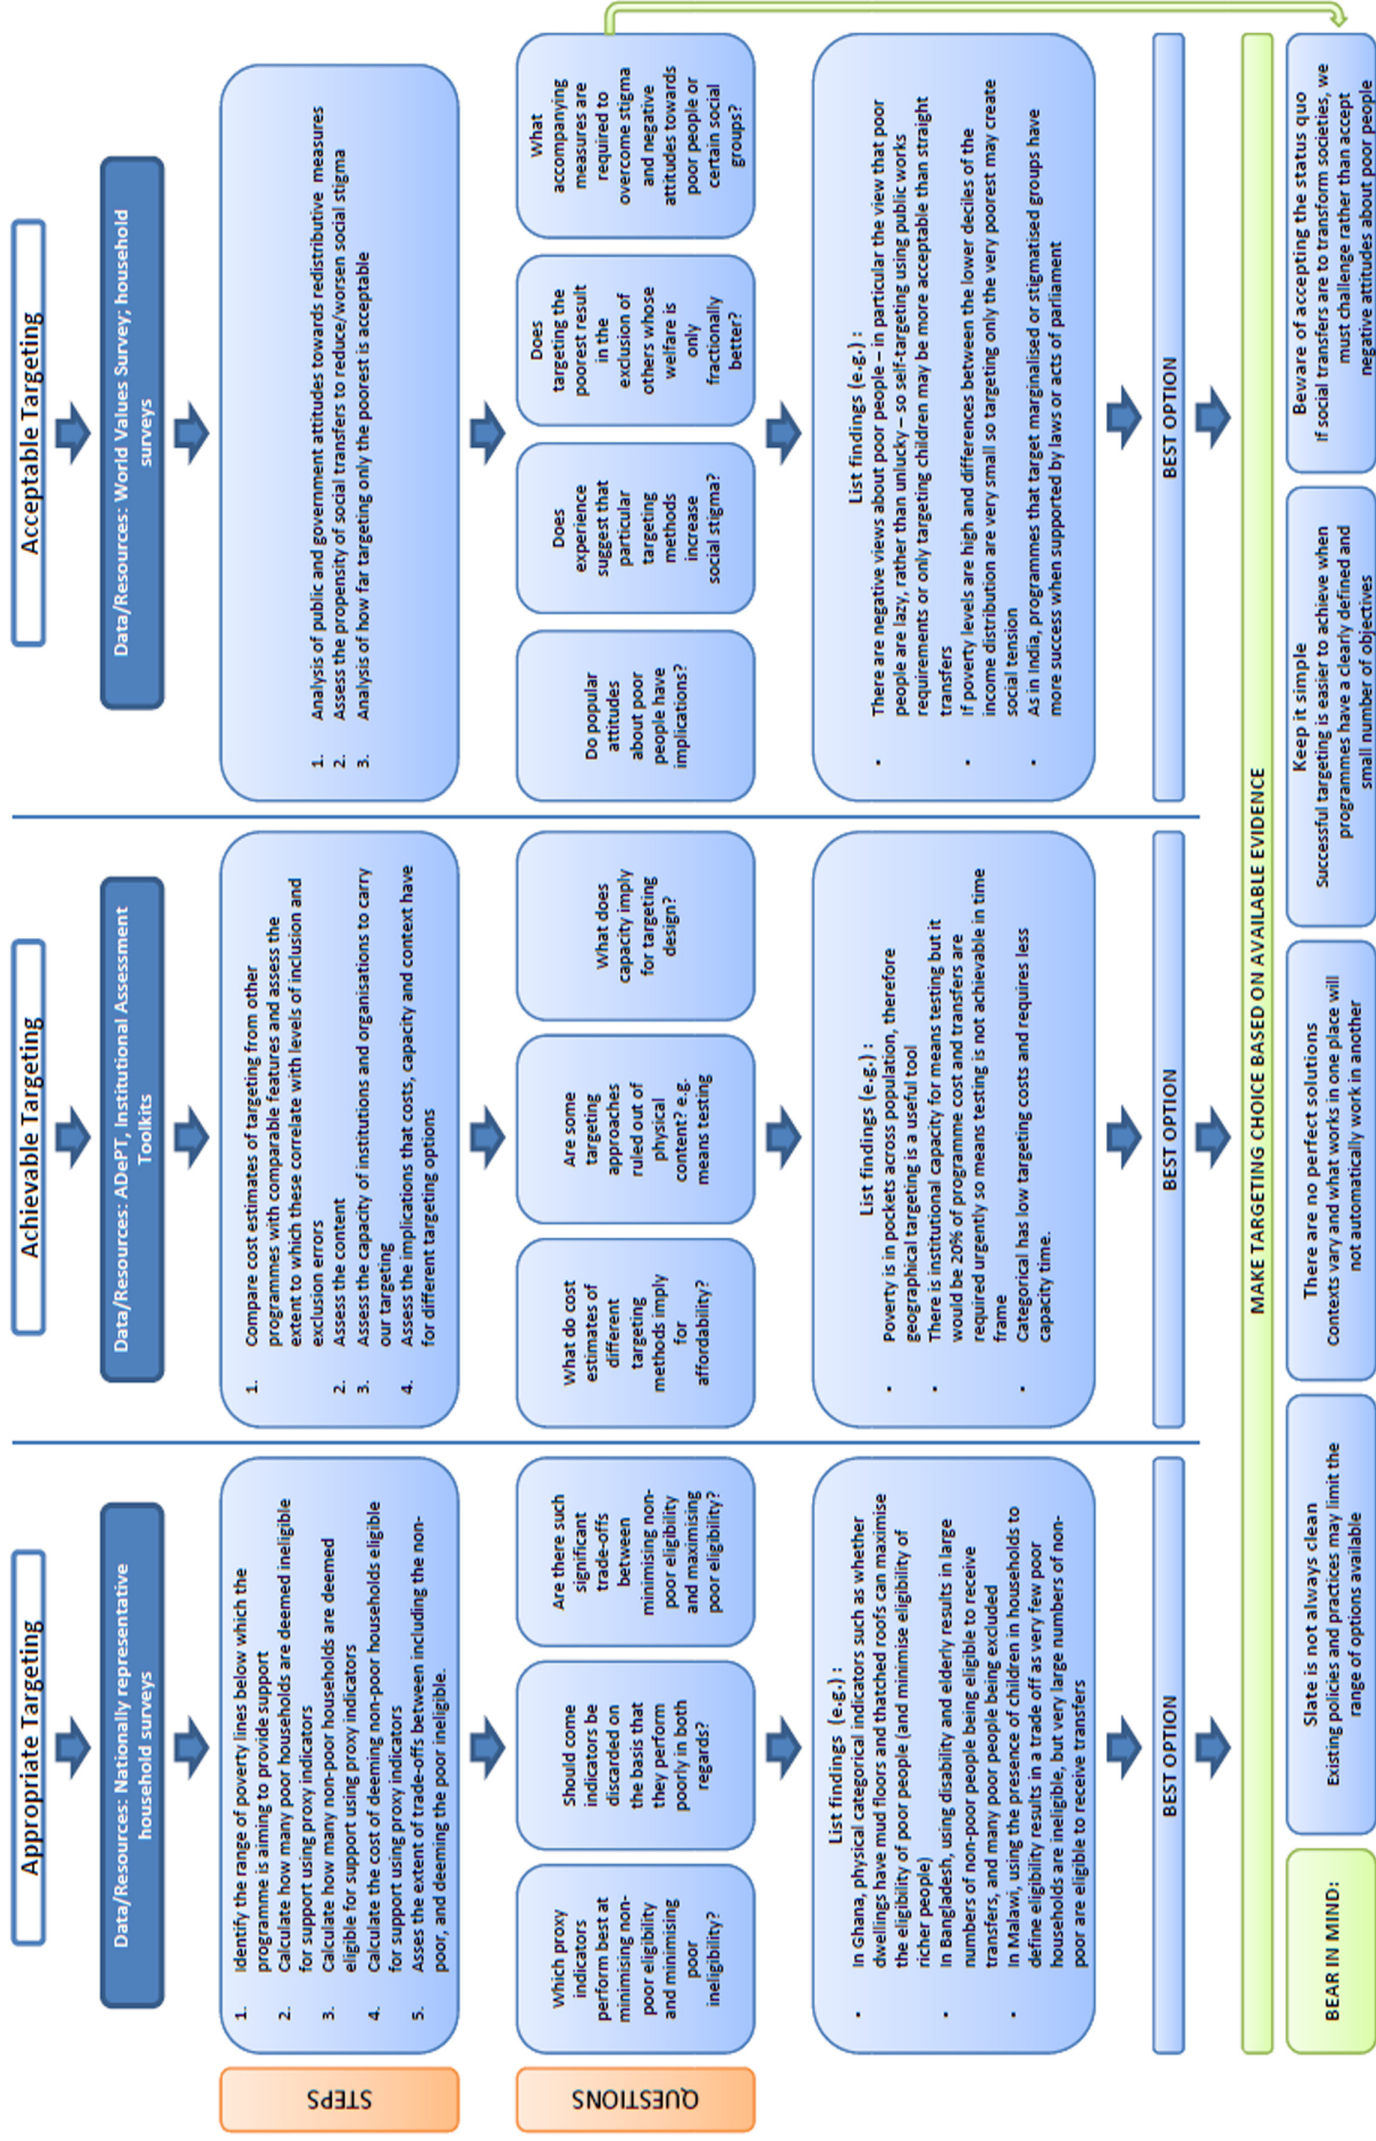 Appropriate Targeting
Data/Resources: Nationally representative
household surveys
STEPS
1. Identify the range of poverty lines below which the
programme is aiming to provide support
2. Calculate how many poor households are deemed ineligible
for support using proxy indicators
3. Calculate how many non-poor households are deemed
eligible for support using proxy indicators
4. Calculate the cost of deeming non-poor households eligible
for support using proxy indicators
5. Asses the extent of trade-offs between including the non-
poor, and deeming the poor ineligible.
QUESTIONS
Which proxy
indicators
perform best at
minimising non-
poor eligibility
and minimising
poor
ineligibility?
Should come
indicators be
discarded on
the basis that
they perform
poorly in both
regards?
Are there such
significant
trade-offs
between
minimising non-
poor eligibility
and maximising
poor eligibility?
List findings (e.g.) :
• In Ghana, physical categorical indicators such as whether
dwellings have mud floors and thatched roofs can maximise
the eligibility of poor people (and minimise eligibility of
richer people)
• In Bangladesh, using disability and elderly results in large
numbers of non-poor people being eligible to receive
transfers, and many poor people being excluded
• In Malawi, using the presence of children in households to
define eligibility results in a trade off as very few poor
households are ineligible, but very large numbers of non-
poor are eligible to receive transfers
BEST OPTION
Achievable Targeting
Data/Resources: ADePT, Institutional Assessment
Toolkits
1. Compare cost estimates of targeting from other
programmes with comparable features and assess the
extent to which these correlate with levels of inclusion and
exclusion errors
2. Assess the content
3. Assess the capacity of institutions and organisations to carry
our targeting
4. Assess the implications that costs, capacity and context have
for different targeting options
What do cost
estimates of
different
targeting
methods imply
for
affordability?
Are some
targeting
approaches
ruled out of
physical
content? e.g.
means testing
What does
capacity imply
for targeting
design?
List findings (e.g.) :
• Poverty is in pockets across population, therefore
geographical targeting is a useful tool
• There is institutional capacity for means testing but it
would be 20% of programme cost and transfers are
required urgently so means testing is not achievable in time
frame
• Categorical has low targeting costs and requires less
capacity time.
BEST OPTION
Acceptable Targeting
Data/Resources: World Values Survey; household
surveys
1. Analysis of public and government attitudes towards redistributive measures
2. Assess the propensity of social transfers to reduce/worsen social stigma
3. Analysis of how far targeting only the poorest is acceptable
Do popular
attitudes
about poor
people have
implications?
Does
experience
suggest that
particular
targeting
methods
increase
social stigma?
Does
targeting the
poorest result
in the
exclusion of
others whose
welfare is
only
fractionally
better?
What
accompanying
measures are
required to
overcome stigma
and negative
attitudes towards
poor people or
certain social
groups?
List findings (e.g.) :
• There are negative views about poor people – in particular the view that poor
people are lazy, rather than unlucky – so self-targeting using public works
requirements or only targeting children may be more acceptable than straight
transfers
• If poverty levels are high and differences between the lower deciles of the
income distribution are very small so targeting only the very poorest may create
social tension
• As in India, programmes that target marginalised or stigmatised groups have
more success when supported by laws or acts of parliament
BEST OPTION
MAKE TARGETING CHOICE BASED ON AVAILABLE EVIDENCE
BEAR IN MIND:
Slate is not always clean
Existing policies and practices may limit the
range of options available
There are no perfect solutions
Contexts vary and what works in one place will
not automatically work in another
Keep it simple
Successful targeting is easier to achieve when
programmes have a clearly defined and
small number of objectives
Beware of accepting the status quo
If social transfers are to transform societies, we
must challenge rather than accept
negative attitudes about poor people